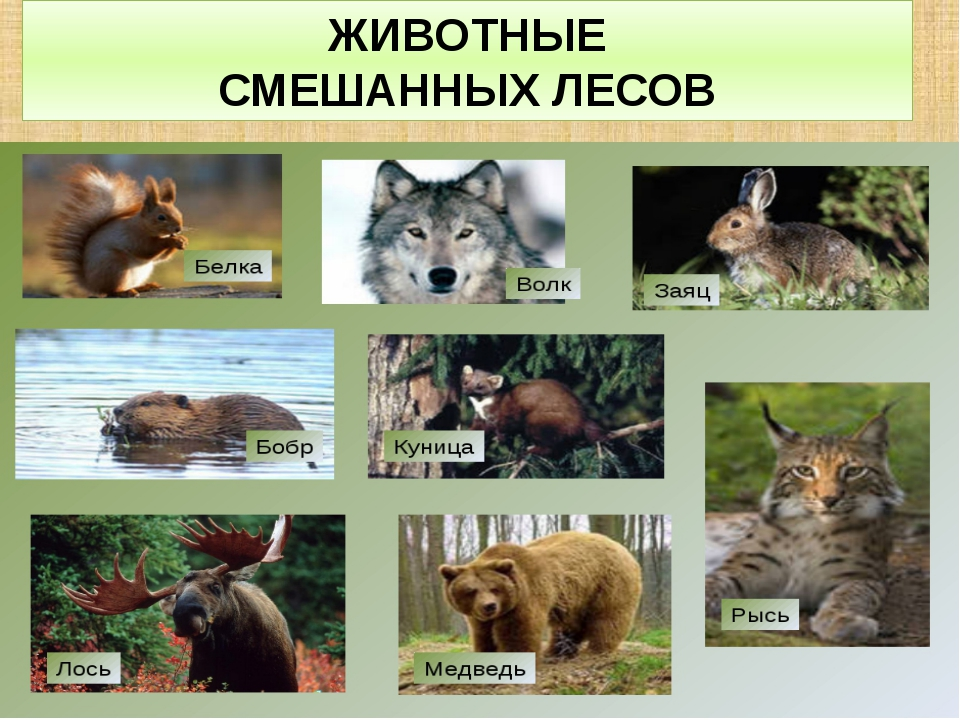 ЖИВОТНЫЕ
СМЕШАННЫХ ЛЕСОВ
Белка
Волк
Заяц
Бобр
Куница
Рысь
Лось
Медведь